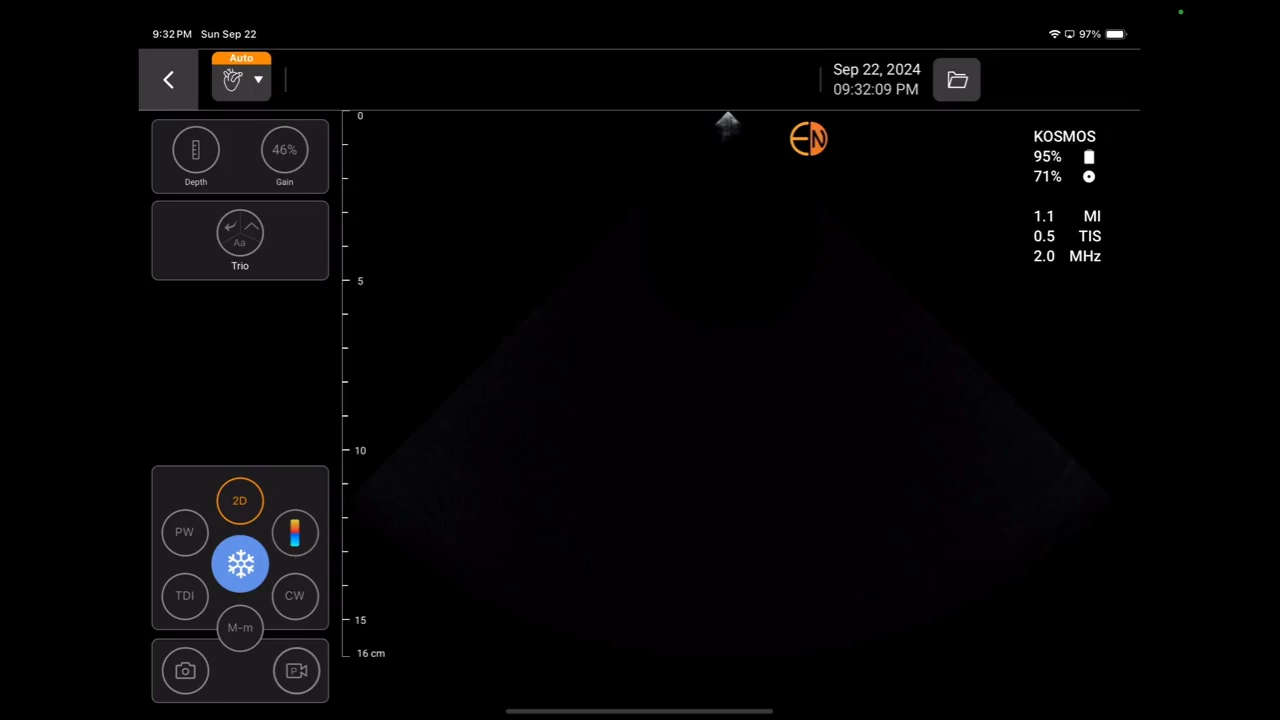 9:32 PM Sun Sep 22
97%
Auto
Sep 22, 2024
09:32:09 PM
46%
Depth
Gain
Aa
Trio
0
5
10
15
16 cm
EN
KOSMOS
95%
71%
1.1 MI
0.5 TIS
2.0 MHz
2D
PW
TDI
CW
M-m
P